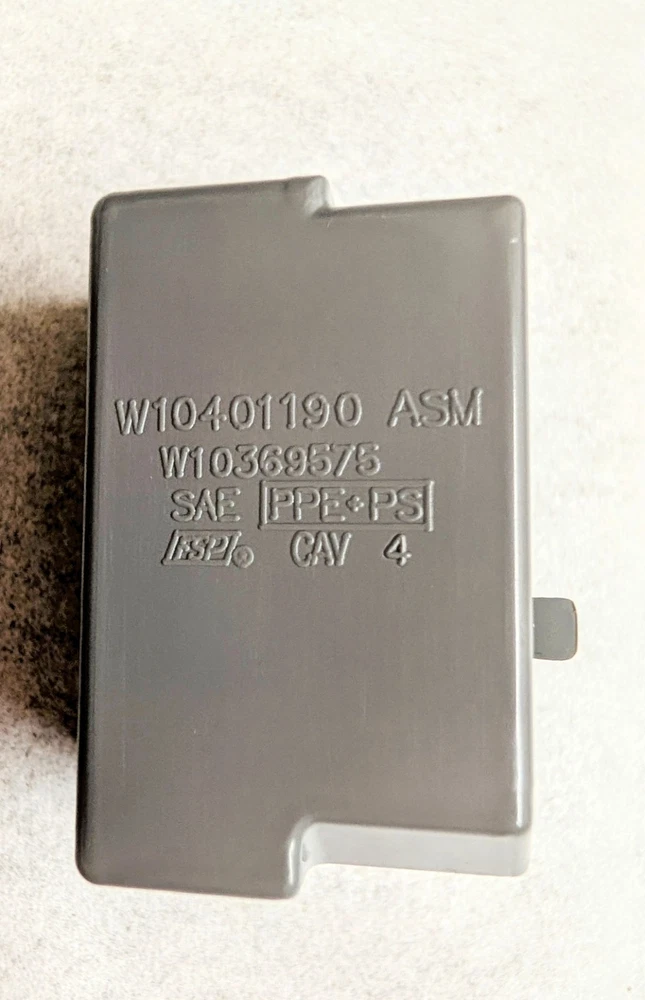 W10401190 ASM
W10369575
SAE PPE+PS
ESP® CAV 4